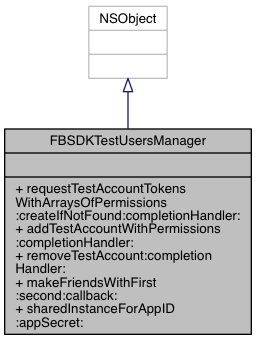 NSObject
FBSDKTestUsersManager
+ requestTestAccountTokens
WithArraysOfPermissions
:createIfNotFound:completionHandler:
+ addTestAccountWithPermissions
:completionHandler:
+ removeTestAccount:completion
Handler:
+ makeFriendsWithFirst
:second:callback:
+ sharedInstanceForAppID
:appSecret: